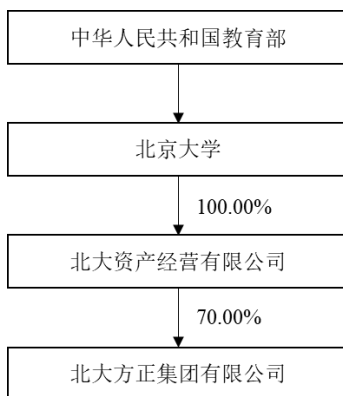 中华人民共和国教育部
北京大学
100.00%
北大资产经营有限公司
70.00%
北大方正集团有限公司